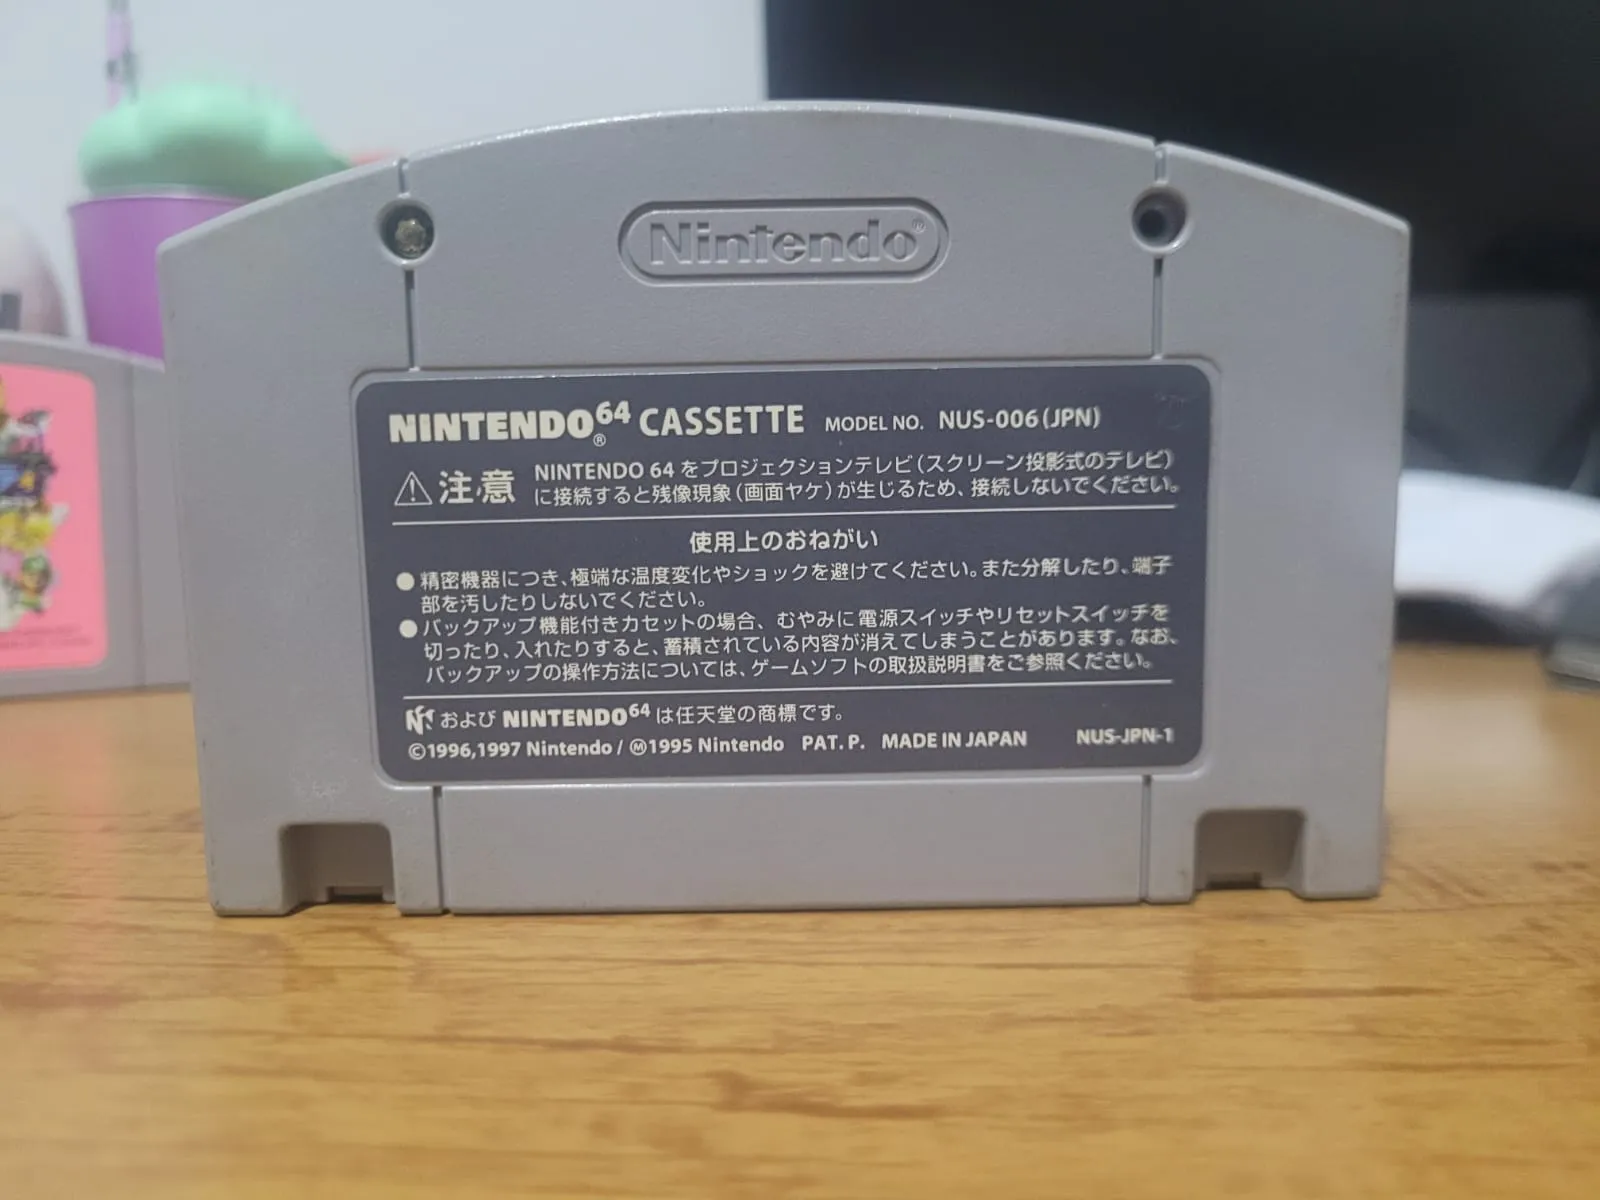 Nintendo®
NINTENDO64® CASSETTE MODEL NO. NUS-006(JPN)
⚠注意 NINTENDO 64 をプロジェクションテレビ(スクリーン投影式のテレビ)
に接続すると残像現象(画面ヤケ)が生じるため、接続しないでください。
使用上のおねがい
●精密機器につき、極端な温度変化やショックを避けてください。また分解したり、端子
部を汚したりしないでください。
●バックアップ機能付きカセットの場合、むやみに電源スイッチやリセットスイッチを
切ったり、入れたりすると、蓄積されている内容が消えてしまうことがあります。なお、
バックアップの操作方法については、ゲームソフトの取扱説明書をご参照ください。
および NINTENDO64 は任天堂の商標です。
©1996,1997 Nintendo / Ⓜ1995 Nintendo PAT. P. MADE IN JAPAN NUS-JPN-1